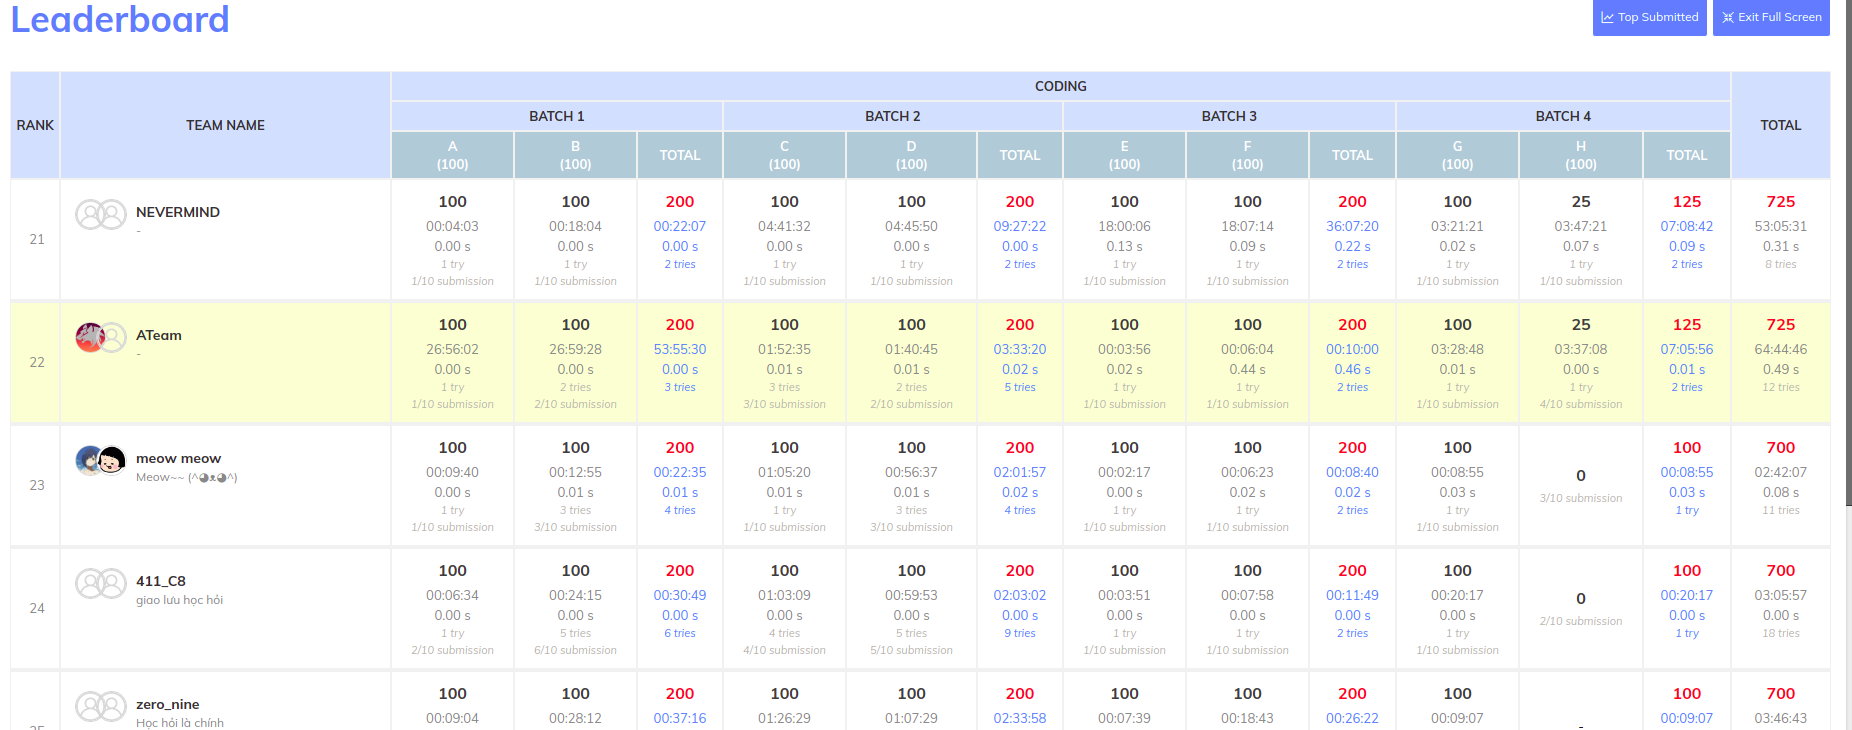 Leaderboard
Top Submitted
Exit Full Screen
RANK TEAM NAME CODING TOTAL
BATCH 1 BATCH 2 BATCH 3 BATCH 4
A B TOTAL C D TOTAL E F TOTAL G H TOTAL
(100) (100) (100) (100) (100) (100) (100) (100)
100 100 200 100 100 200 100 100 200 100 25 125 725
NEVERMIND
00:04:03 00:18:04 00:22:07 04:41:32 04:45:50 09:27:22 18:00:06 18:07:14 36:07:20 03:21:21 03:47:21 07:08:42 53:05:31
-
21
0.00 s 0.00 s 0.00 s 0.00 s 0.00 s 0.00 s 0.13 s 0.09 s 0.22 s 0.02 s 0.07 s 0.09 s 0.31 s
1 try 1 try 2 tries 1 try 1 try 2 tries 1 try 1 try 2 tries 1 try 1 try 2 tries 8 tries
1/10 submission 1/10 submission 1/10 submission 1/10 submission 1/10 submission 1/10 submission 1/10 submission 1/10 submission
100 100 200 100 100 200 100 100 200 100 25 125 725
ATeam
26:56:02 26:59:28 53:55:30 01:52:35 01:40:45 03:33:20 00:03:56 00:06:04 00:10:00 03:28:48 03:37:08 07:05:56 64:44:46
-
22
0.00 s 0.00 s 0.00 s 0.01 s 0.01 s 0.02 s 0.02 s 0.44 s 0.46 s 0.01 s 0.00 s 0.01 s 0.49 s
1 try 2 tries 3 tries 3 tries 2 tries 5 tries 1 try 1 try 2 tries 1 try 1 try 2 tries 12 tries
1/10 submission 2/10 submission 3/10 submission 2/10 submission 1/10 submission 1/10 submission 1/10 submission 4/10 submission
100 100 200 100 100 200 100 100 200 100 0 100 700
meow meow
00:09:40 00:12:55 00:22:35 01:05:20 00:56:37 02:01:57 00:02:17 00:06:23 00:08:40 00:08:55 00:08:55 02:42:07
Meow~~ (^◕ᴥ◕^)
23
0.00 s 0.01 s 0.01 s 0.01 s 0.01 s 0.02 s 0.00 s 0.02 s 0.02 s 0.03 s 0.03 s 0.08 s
1 try 3 tries 4 tries 1 try 3 tries 4 tries 1 try 1 try 2 tries 1 try 3/10 submission 1 try 11 tries
1/10 submission 3/10 submission 1/10 submission 3/10 submission 1/10 submission 1/10 submission 1/10 submission
100 100 200 100 100 200 100 100 200 100 0 100 700
411_C8
00:06:34 00:24:15 00:30:49 01:03:09 00:59:53 02:03:02 00:03:51 00:07:58 00:11:49 00:20:17 00:20:17 03:05:57
giao lưu học hỏi
24
0.00 s 0.00 s 0.00 s 0.00 s 0.00 s 0.00 s 0.00 s 0.00 s 0.00 s 0.00 s 0.00 s 0.00 s
1 try 5 tries 6 tries 4 tries 5 tries 9 tries 1 try 1 try 2 tries 1 try 2/10 submission 1 try 18 tries
2/10 submission 6/10 submission 4/10 submission 5/10 submission 1/10 submission 1/10 submission 1/10 submission
100 100 200 100 100 200 100 100 200 100 100 700
zero_nine
00:09:04 00:28:12 00:37:16 01:26:29 01:07:29 02:33:58 00:07:39 00:18:43 00:26:22 00:09:07 - 00:09:07 03:46:43
Học hỏi là chính